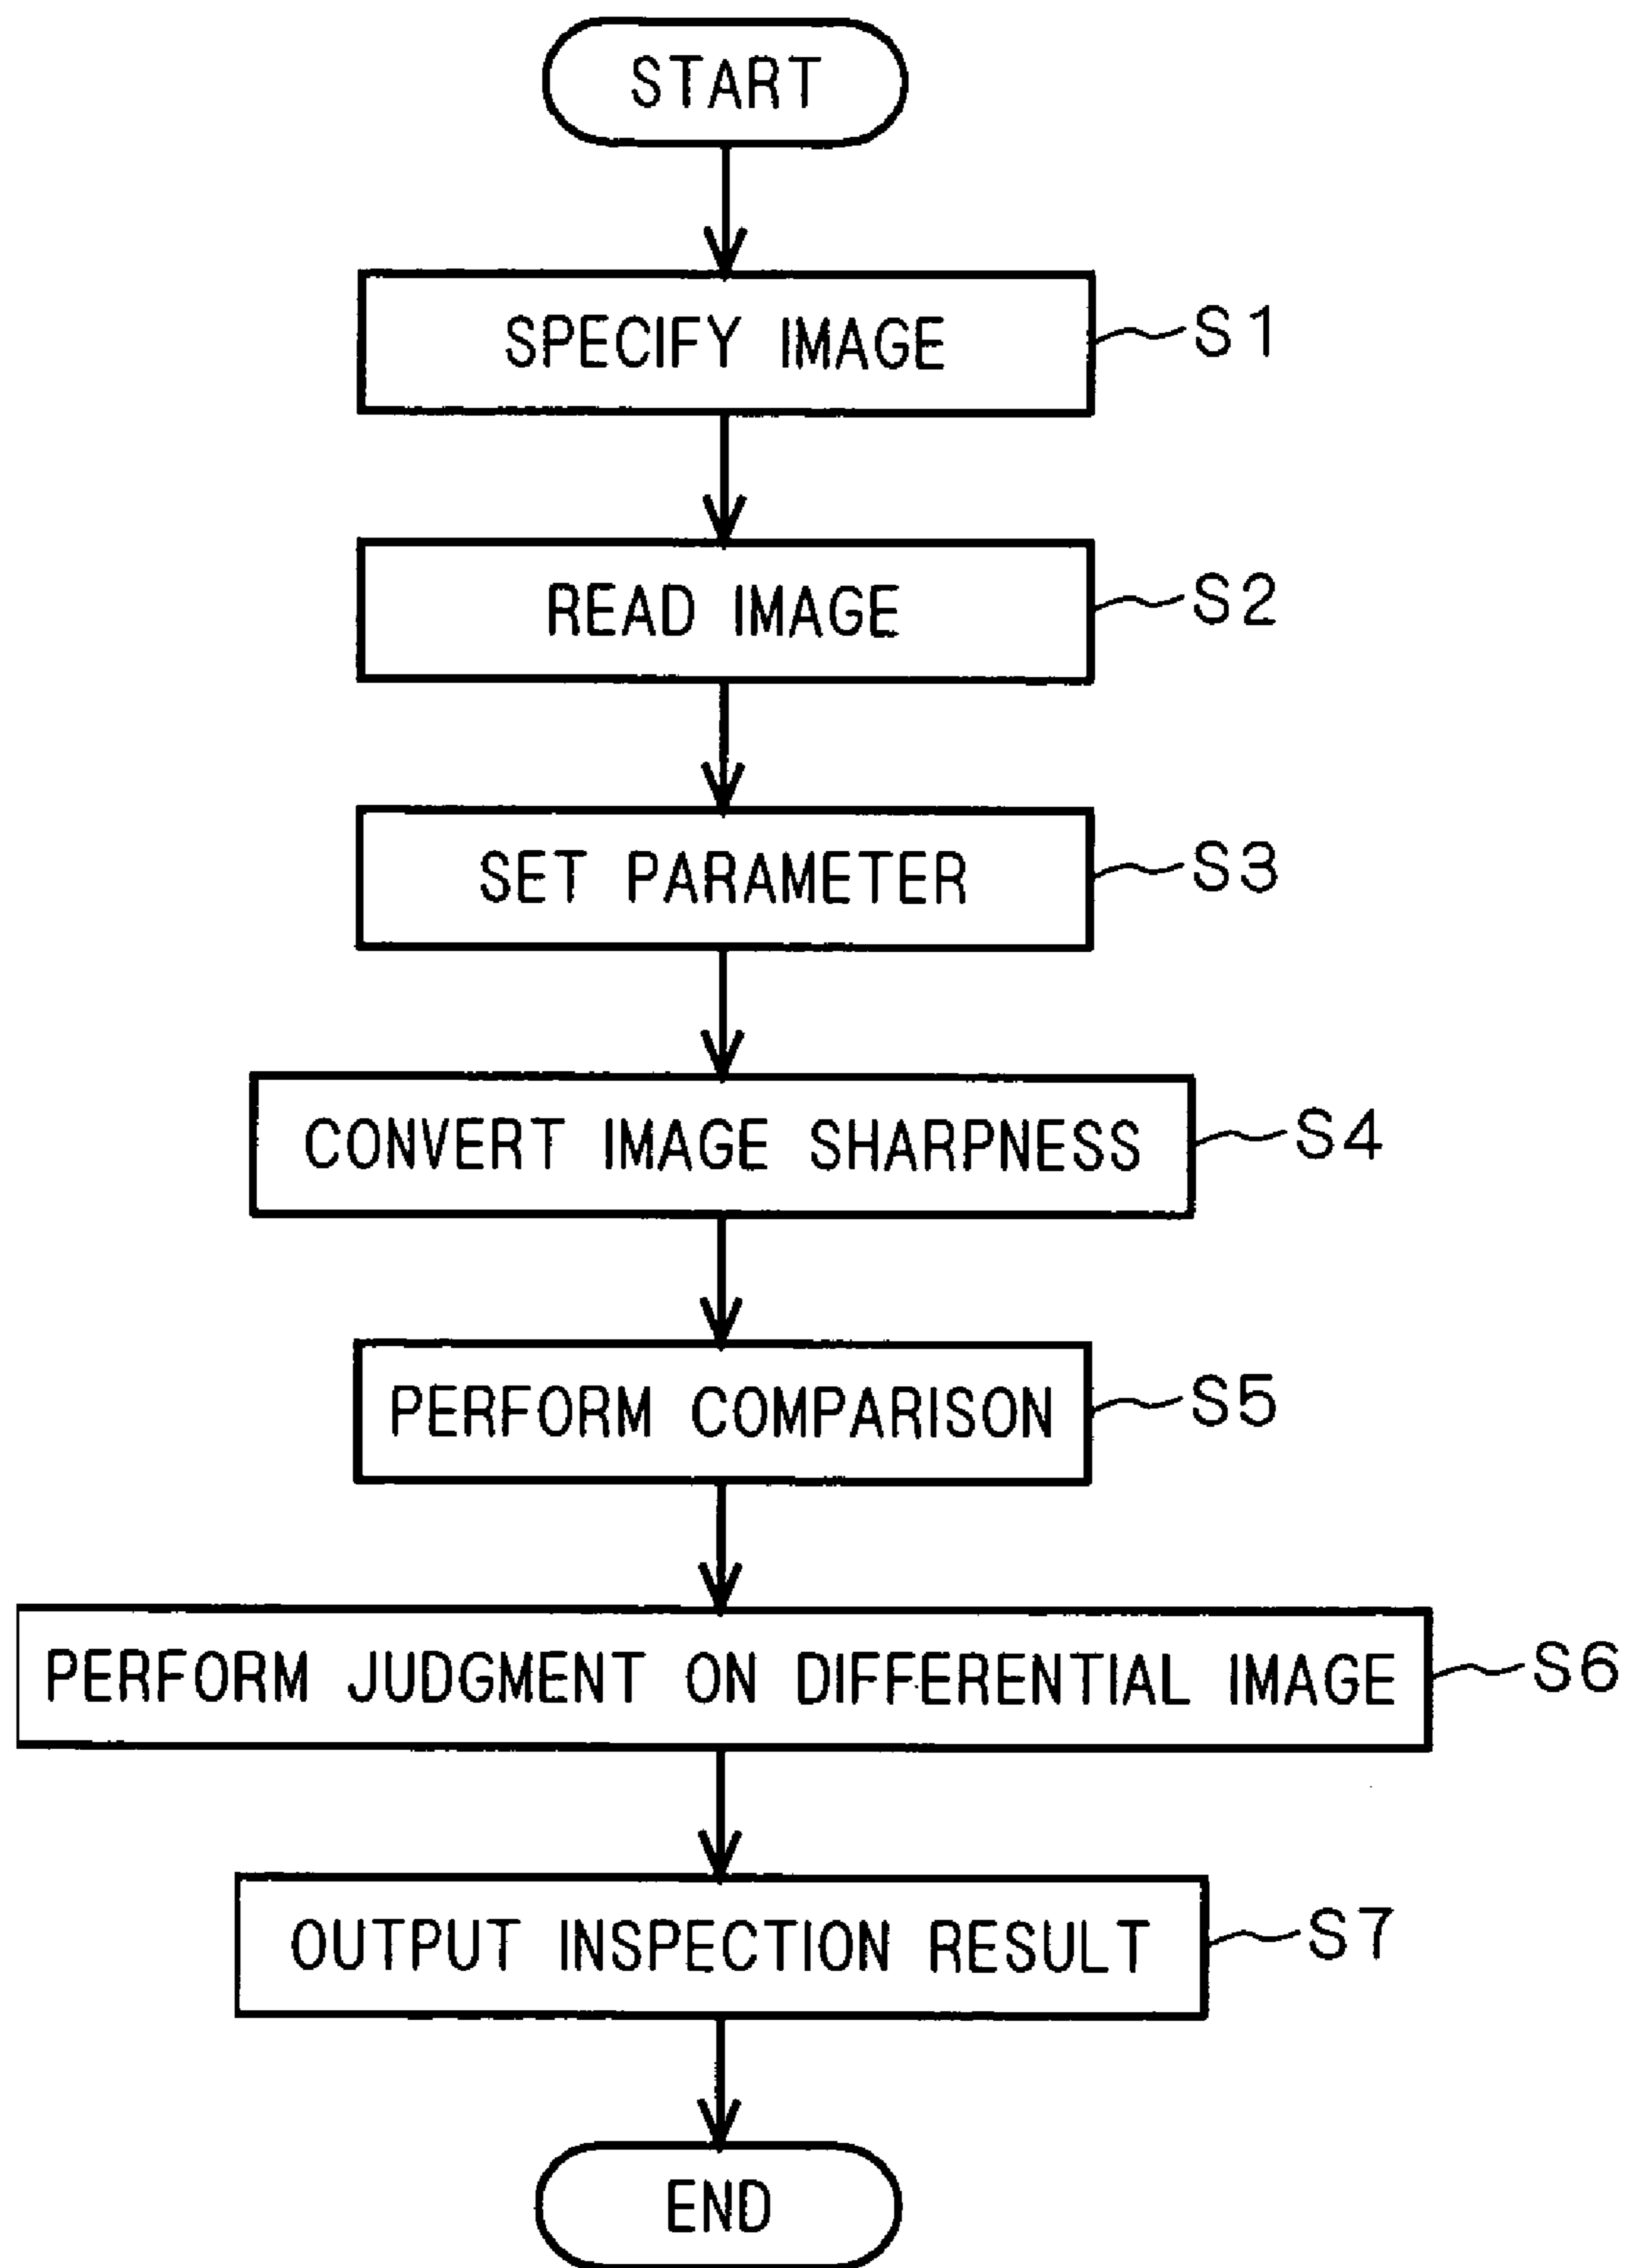 START
SPECIFY IMAGE S1
READ IMAGE S2
SET PARAMETER S3
CONVERT IMAGE SHARPNESS S4
PERFORM COMPARISON S5
PERFORM JUDGMENT ON DIFFERENTIAL IMAGE S6
OUTPUT INSPECTION RESULT S7
END